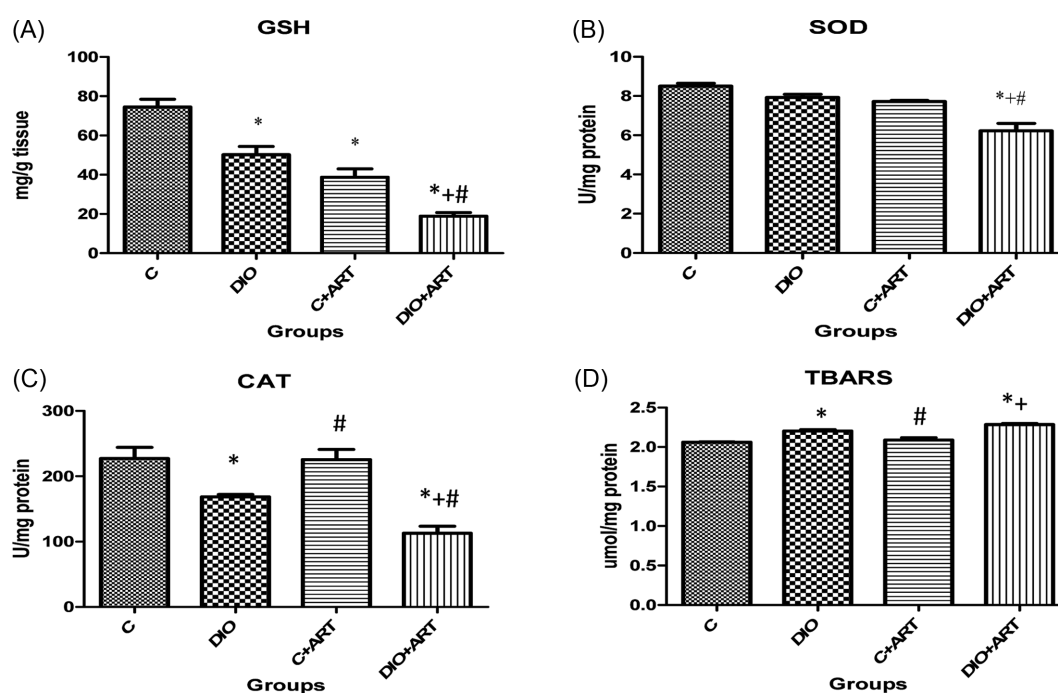 (A)
GSH
mg/g tissue
100
80
60
40
20
0
*
*
*+#
C
DIO
C+ART
DIO+ART
Groups
(B)
SOD
U/mg protein
10
8
6
4
2
0
*+#
C
DIO
C+ART
DIO+ART
Groups
(C)
CAT
U/mg protein
300
200
100
0
*
#
*+#
C
DIO
C+ART
DIO+ART
Groups
(D)
TBARS
umol/mg protein
2.5
2.0
1.5
1.0
0.5
0.0
*
#
*+
C
DIO
C+ART
DIO+ART
Groups